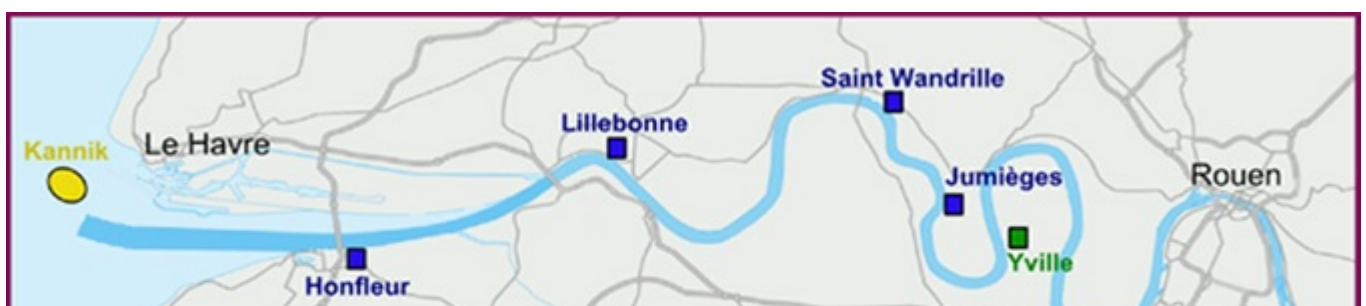 Kannik
Le Havre
Honfleur
Lillebonne
Saint Wandrille
Jumièges
Yville
Rouen